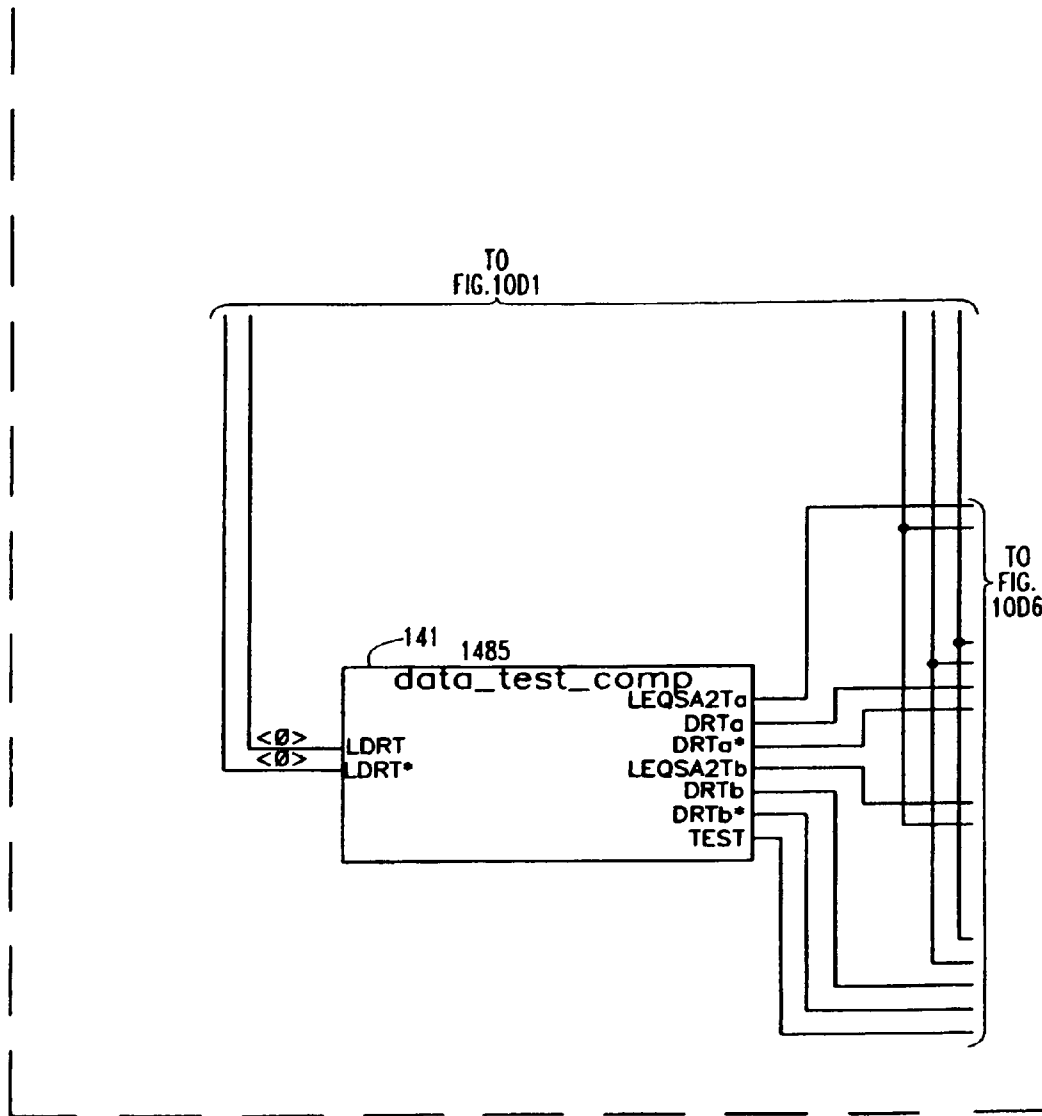 TO
FIG.10D1
TO
FIG.
10D6
141
1485
data_test_comp
LEQSA2Ta
DRTa
<Ø> LDRT
DRTa*
<Ø> LDRT*
LEQSA2Tb
DRTb
DRTb*
TEST